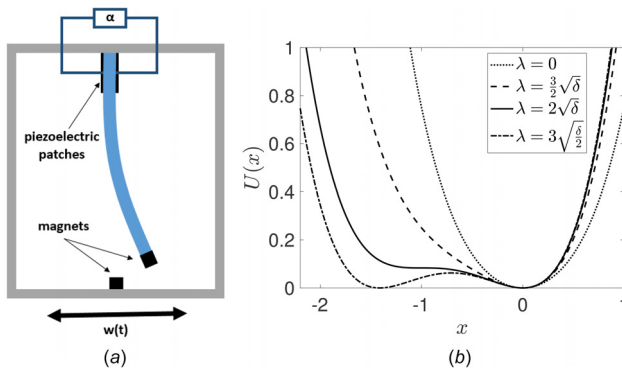 (a)
α
piezoelectric
patches
magnets
w(t)
(a)
(b)
1
0.8
0.6
0.4
0.2
0
U(x)
-2
-1
0
1
x
λ = 0
λ = 3/2 √δ
λ = 2√δ
λ = 3√(δ/2)
(b)